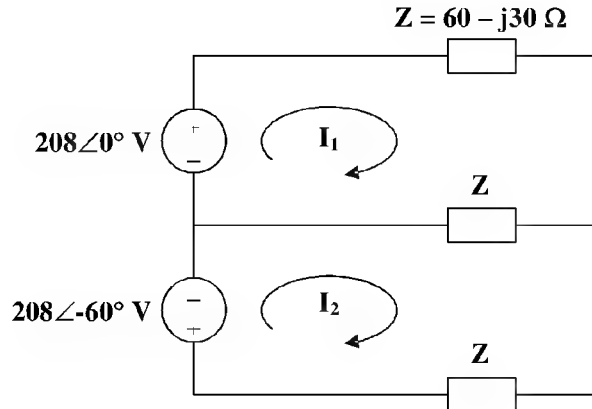 Z = 60 – j30 Ω
+
208∠0° V
–
I₁
Z
–
208∠-60° V
I₂
+
Z